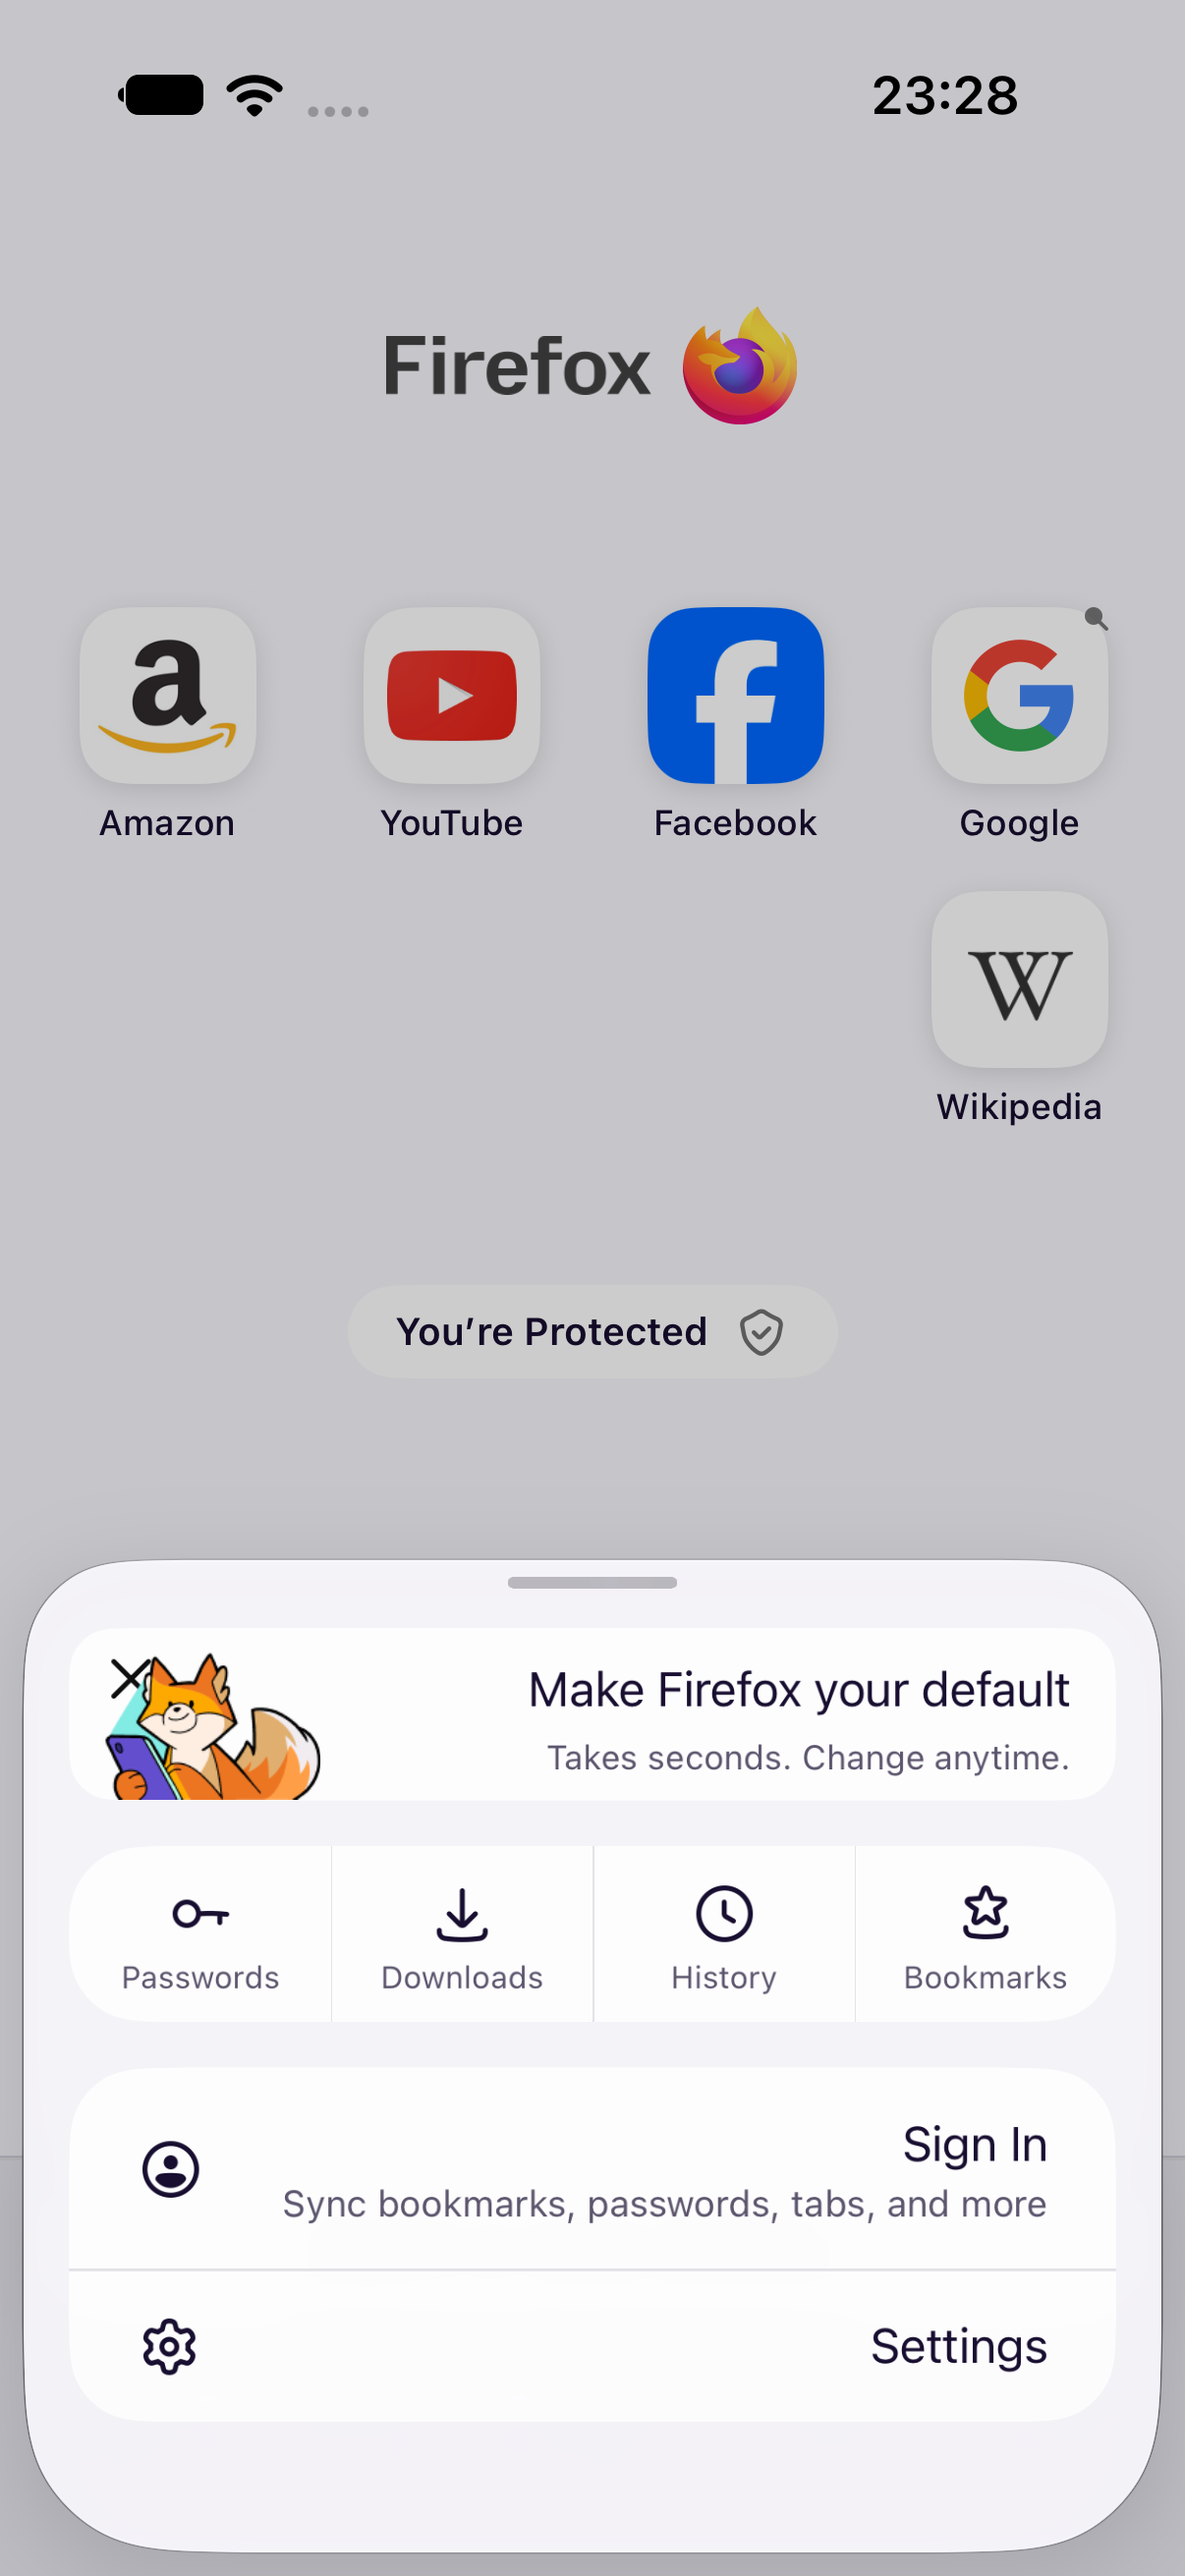 23:28
Firefox
Amazon
YouTube
Facebook
Google
Wikipedia
You’re Protected
Make Firefox your default
Takes seconds. Change anytime.
Passwords
Downloads
History
Bookmarks
Sign In
Sync bookmarks, passwords, tabs, and more
Settings